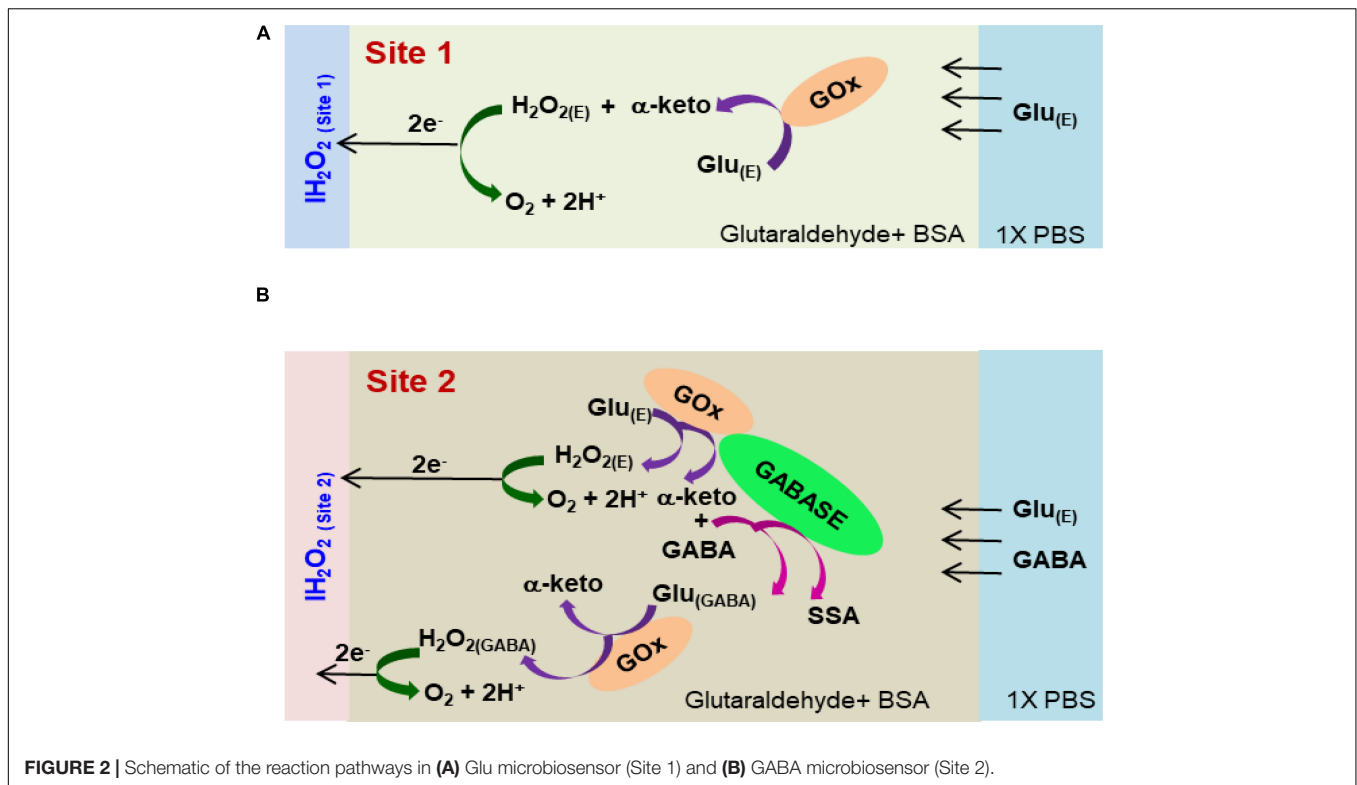 A
Site 1
IH₂O₂ (Site 1)
2e⁻
H₂O₂(E) + α-keto
GOx
Glu(E)
O₂ + 2H⁺
Glu(E)
Glutaraldehyde+ BSA
1X PBS
B
Site 2
IH₂O₂ (Site 2)
GOx
Glu(E)
2e⁻
H₂O₂(E)
GABASE
O₂ + 2H⁺ α-keto
+
GABA
Glu(E)
GABA
α-keto
Glu(GABA)
SSA
2e⁻
H₂O₂(GABA)
GOx
O₂ + 2H⁺
Glutaraldehyde+ BSA
1X PBS
FIGURE 2 | Schematic of the reaction pathways in (A) Glu microbiosensor (Site 1) and (B) GABA microbiosensor (Site 2).